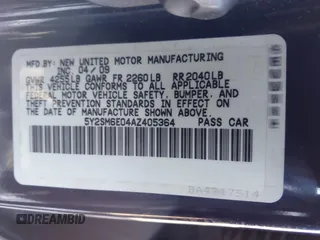 MFD.BY: NEW UNITED MOTOR MANUFACTURING
INC. 04/09
GVWR 4255LB GAWR FR 2260LB RR 2040LB
THIS VEHICLE CONFORMS TO ALL APPLICABLE
FEDERAL MOTOR VEHICLE SAFETY, BUMPER, AND
THEFT PREVENTION STANDARDS IN EFFECT ON
THE DATE OF MANUFACTURE SHOWN ABOVE.
5Y2SM6E04AZ405364 PASS CAR
DREAMBID